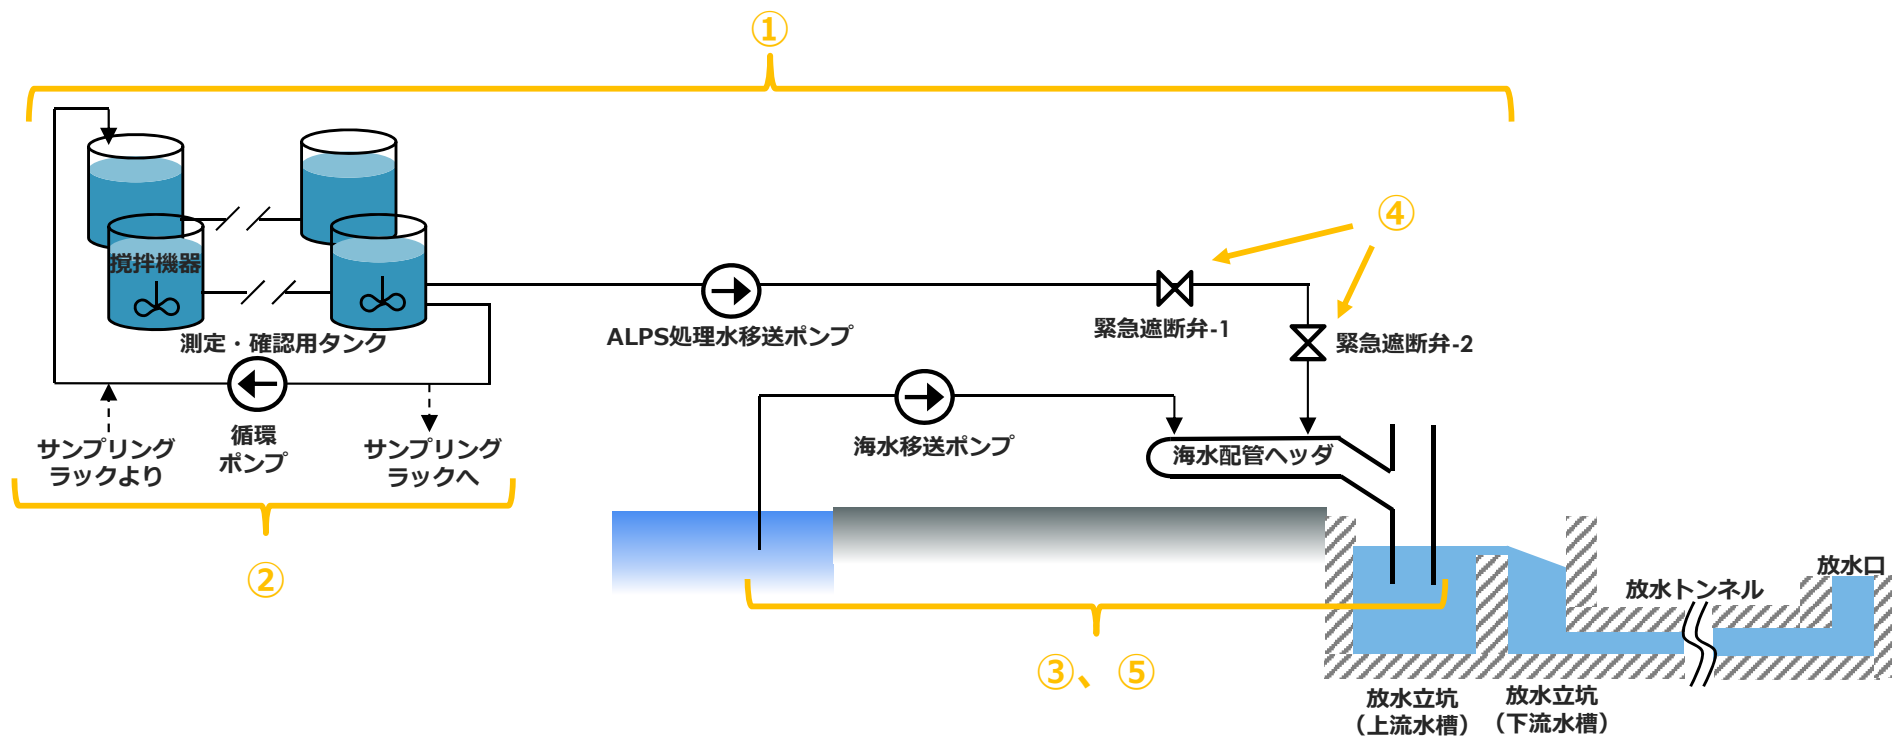 ①
④
撹拌機器
測定・確認用タンク
ALPS処理水移送ポンプ
緊急遮断弁-1
緊急遮断弁-2
サンプリング
ラックより
循環
ポンプ
サンプリング
ラックへ
海水移送ポンプ
海水配管ヘッダ
②
③、⑤
放水トンネル
放水口
放水立坑
（上流水槽）
放水立坑
（下流水槽）